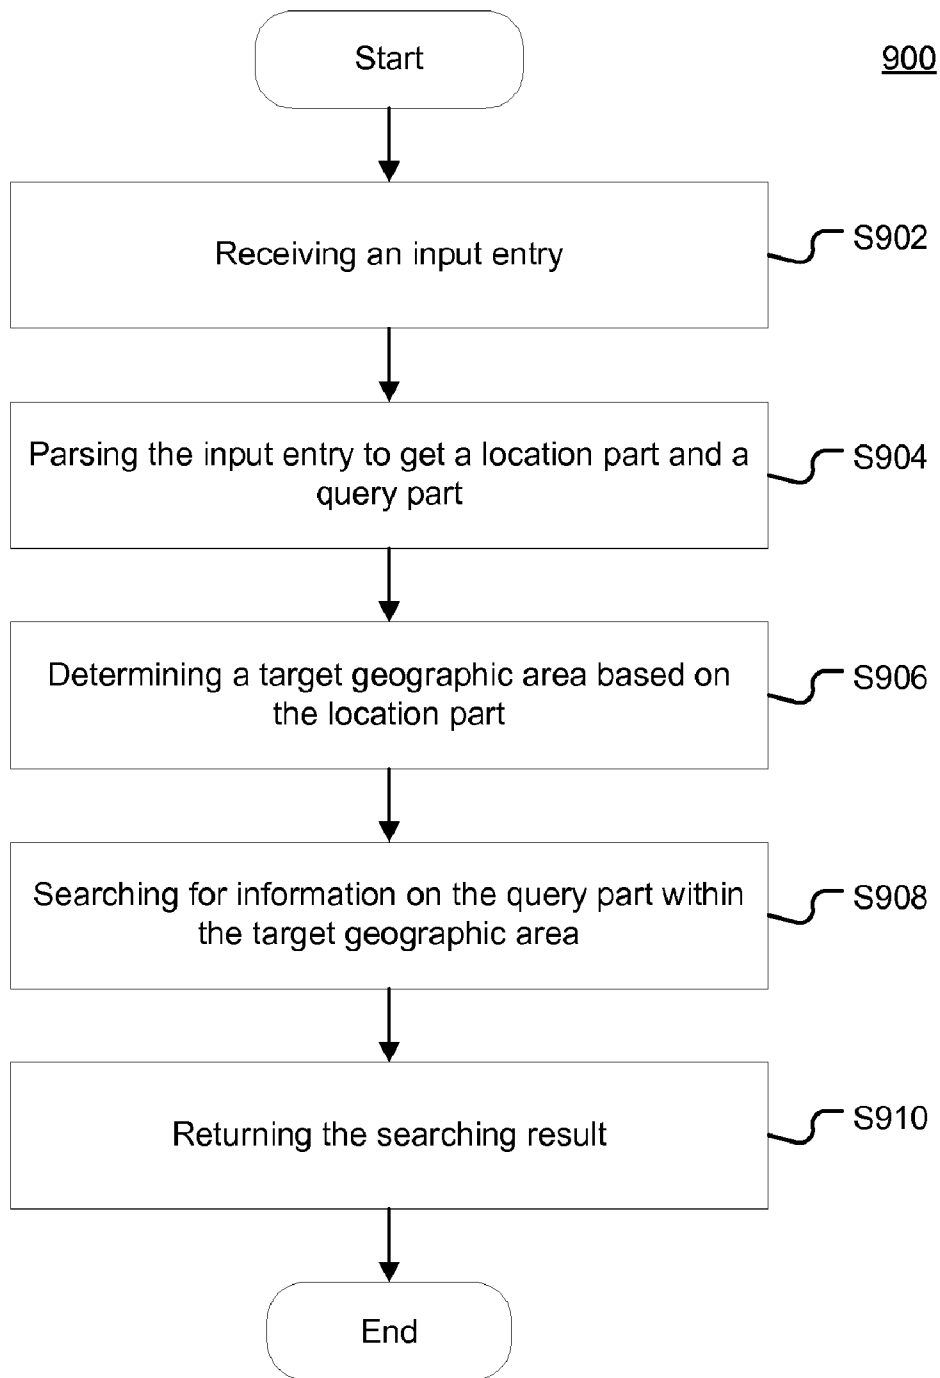 Start
900
Receiving an input entry
S902
Parsing the input entry to get a location part and a
query part
S904
Determining a target geographic area based on
the location part
S906
Searching for information on the query part within
the target geographic area
S908
Returning the searching result
S910
End